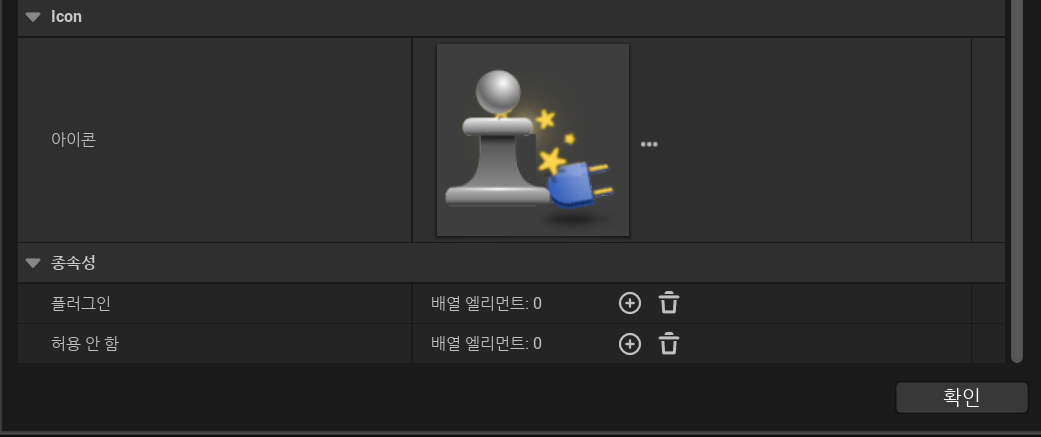 Icon
아이콘
종속성
플러그인 배열 엘리먼트: 0
허용 안 함 배열 엘리먼트: 0
확인